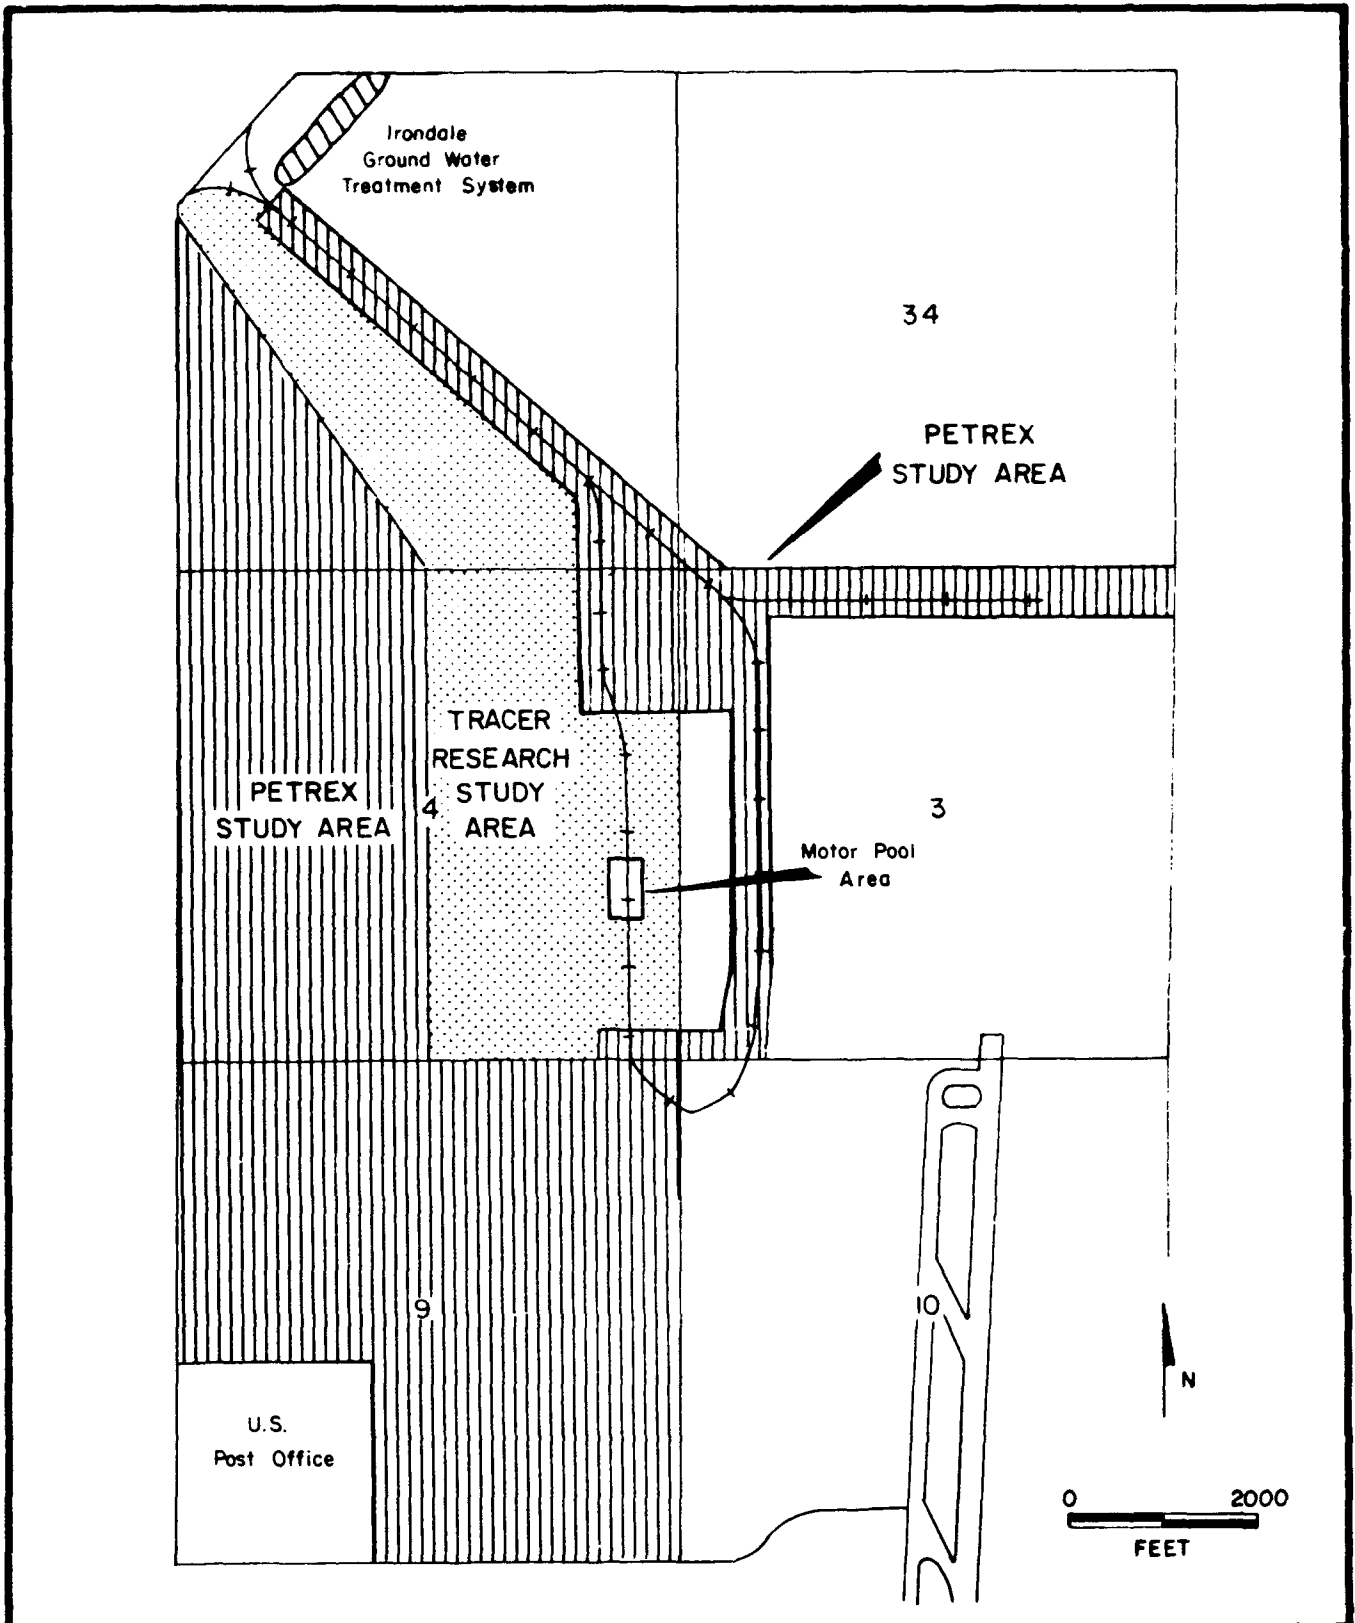 Irondale
Ground Water
Treatment System
34
PETREX
STUDY AREA
TRACER
RESEARCH
STUDY
AREA
PETREX
STUDY AREA
4
3
Motor Pool
Area
9
10
N
U.S.
Post Office
0 2000
FEET